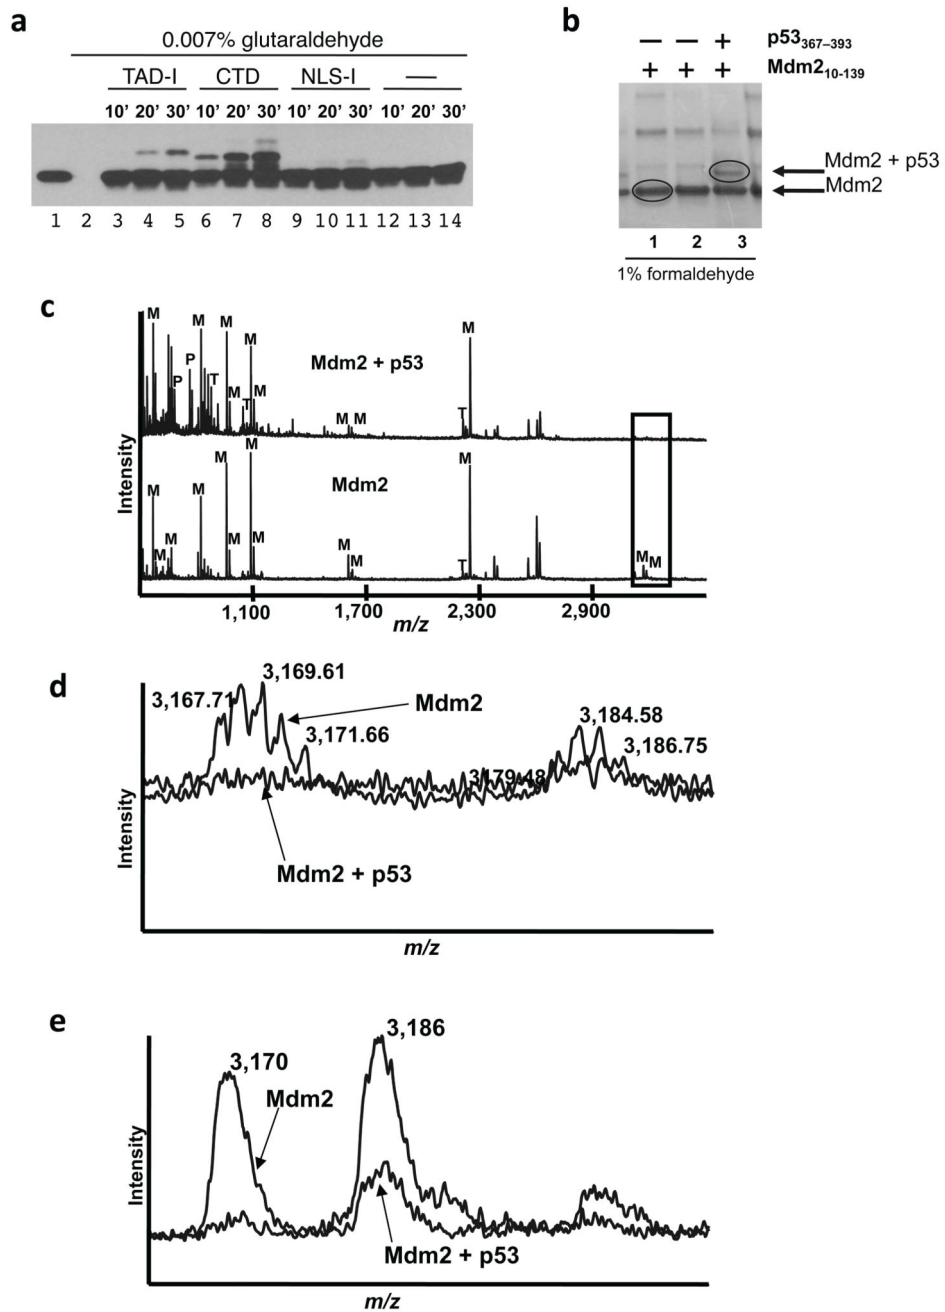 a
0.007% glutaraldehyde
TAD-I CTD NLS-I —
10' 20' 30' 10' 20' 30' 10' 20' 30' 10' 20' 30'
1 2 3 4 5 6 7 8 9 10 11 12 13 14
b
— — + p53367–393
+ + + Mdm210-139
Mdm2 + p53
Mdm2
1 2 3
1% formaldehyde
c
M
M M M
P
P T M T M
Mdm2 + p53
M M
T
M M M
M
M M M M
Mdm2
M M
T
M M
Intensity
1,100 1,700 2,300 2,900
m/z
d
3,167.71
3,169.61
Mdm2
3,171.66
3,184.58
3,186.75
3179.48
Mdm2 + p53
Intensity
m/z
e
3,170
3,186
Mdm2
Mdm2 + p53
Intensity
m/z